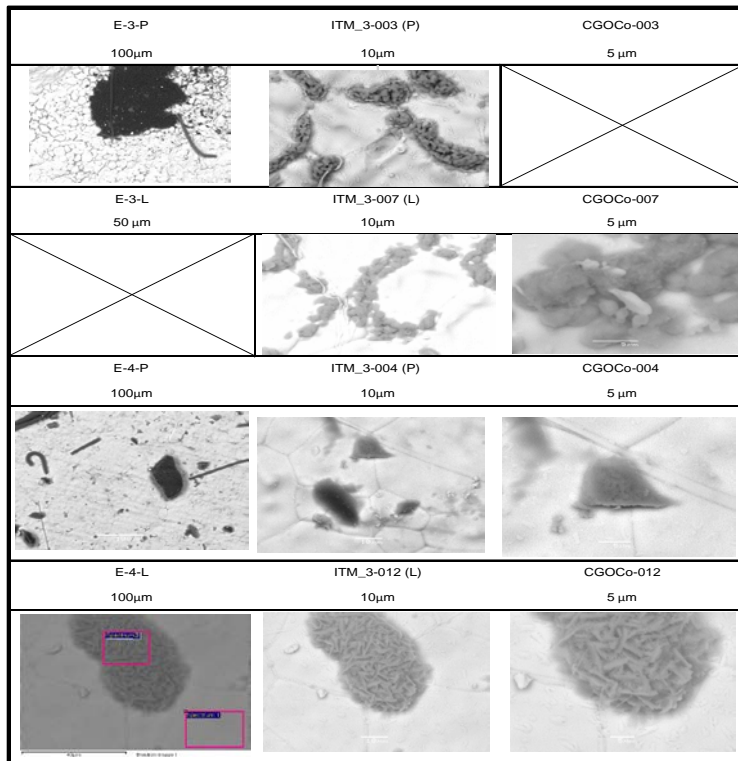 E-3-P ITM_3-003 (P) CGOCo-003
100µm 10µm 5 µm
E-3-L ITM_3-007 (L) CGOCo-007
50 µm 10µm 5 µm
E-4-P ITM_3-004 (P) CGOCo-004
100µm 10µm 5 µm
E-4-L ITM_3-012 (L) CGOCo-012
100µm 10µm 5 µm